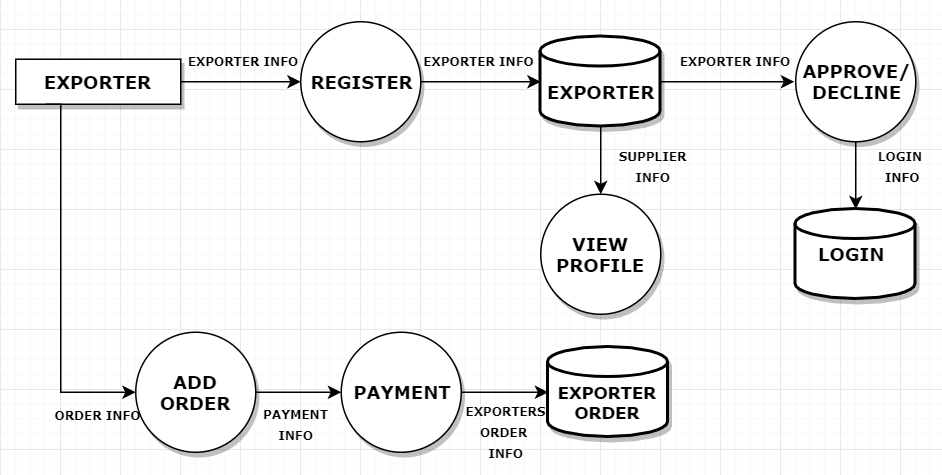 EXPORTER
EXPORTER INFO
REGISTER
EXPORTER INFO
EXPORTER
EXPORTER INFO
APPROVE/
DECLINE
SUPPLIER
INFO
LOGIN
INFO
VIEW
PROFILE
LOGIN
ORDER INFO
ADD
ORDER
PAYMENT
INFO
PAYMENT
EXPORTERS
ORDER
INFO
EXPORTER
ORDER